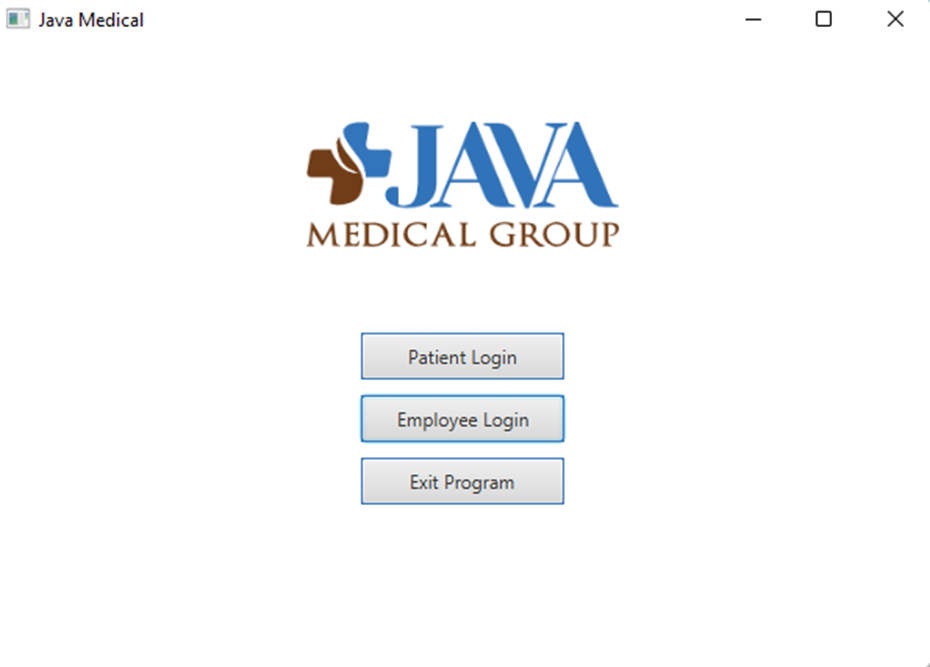 Java Medical
JAVA
MEDICAL GROUP
Patient Login
Employee Login
Exit Program